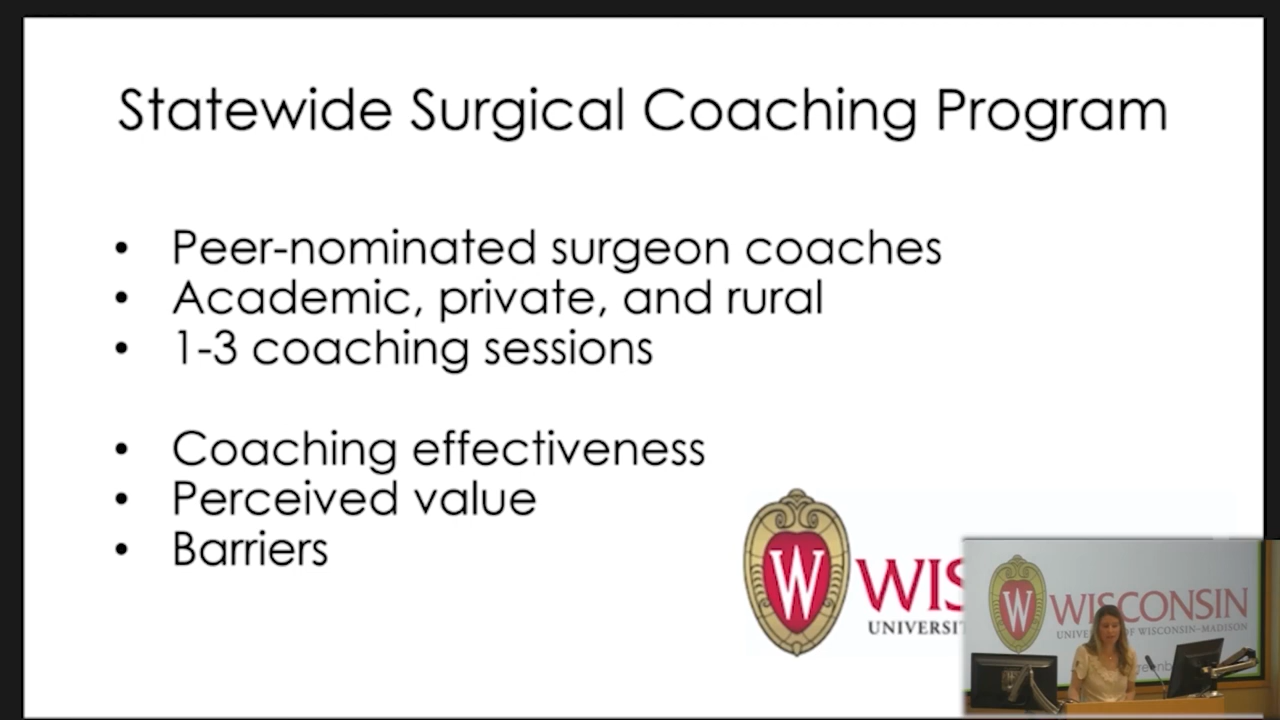 Statewide Surgical Coaching Program
• Peer-nominated surgeon coaches
• Academic, private, and rural
• 1-3 coaching sessions
• Coaching effectiveness
• Perceived value
• Barriers
W WIS
UNIVERSIT
W WISCONSIN
UNIVERSITY OF WISCONSIN-MADISON